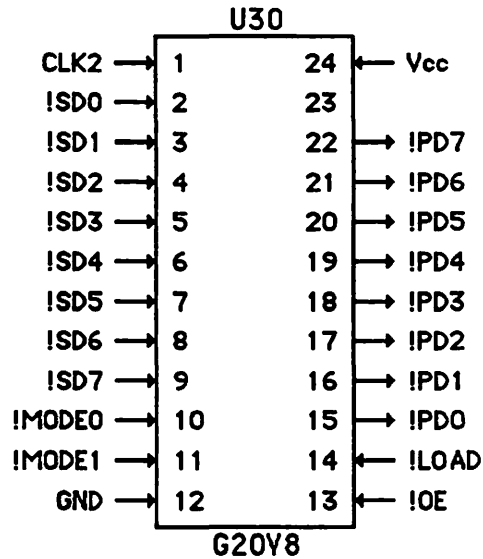 U30
CLK2 1 24 Vcc
!SD0 2 23
!SD1 3 22 !PD7
!SD2 4 21 !PD6
!SD3 5 20 !PD5
!SD4 6 19 !PD4
!SD5 7 18 !PD3
!SD6 8 17 !PD2
!SD7 9 16 !PD1
!MODE0 10 15 !PD0
!MODE1 11 14 !LOAD
GND 12 13 !OE
G20V8